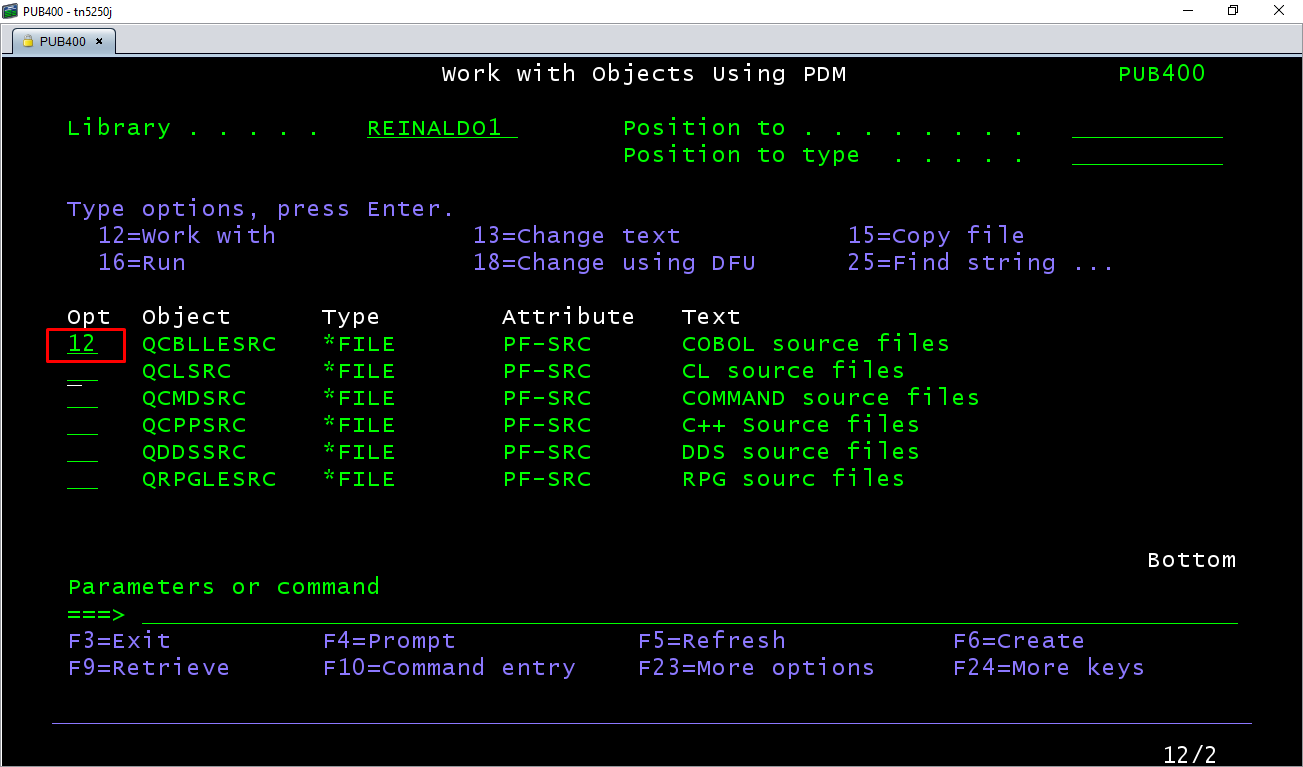 PUB400 - tn5250j
PUB400 ×
Work with Objects Using PDM PUB400
Library . . . . . REINALDO1 Position to . . . . . . . .
Position to type . . . . .
Type options, press Enter.
12=Work with 13=Change text 15=Copy file
16=Run 18=Change using DFU 25=Find string ...
Opt Object Type Attribute Text
12 QCBLLESRC *FILE PF-SRC COBOL source files
QCLSRC *FILE PF-SRC CL source files
QCMDSRC *FILE PF-SRC COMMAND source files
QCPPSRC *FILE PF-SRC C++ Source files
QDDSSRC *FILE PF-SRC DDS source files
QRPGLESRC *FILE PF-SRC RPG sourc files
Bottom
Parameters or command
===>
F3=Exit F4=Prompt F5=Refresh F6=Create
F9=Retrieve F10=Command entry F23=More options F24=More keys
12/2